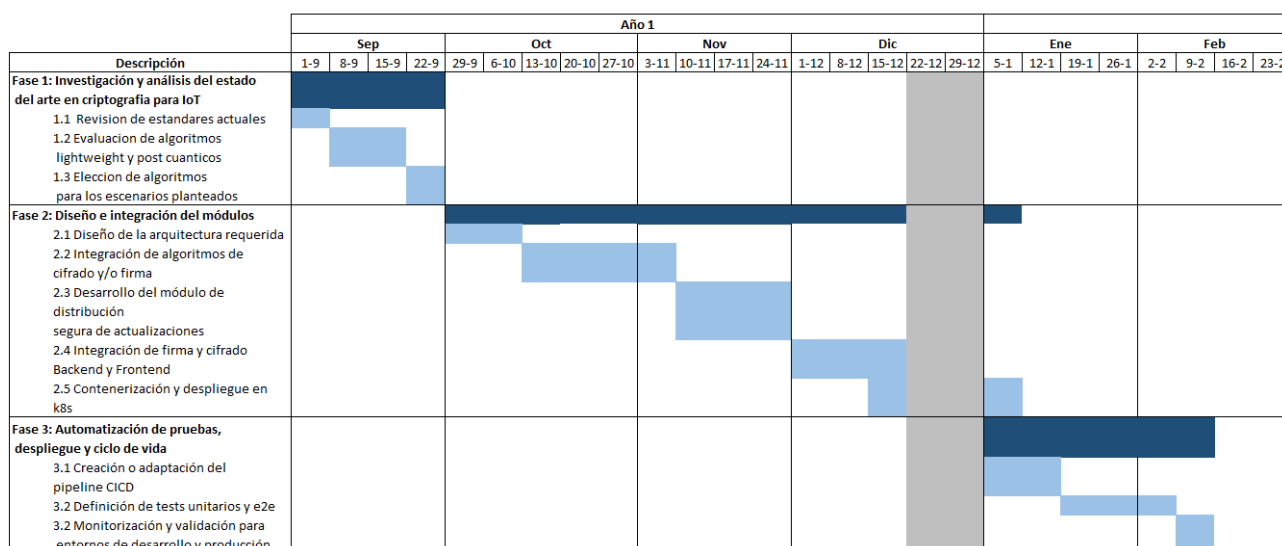 Año 1
Sep Oct Nov Dic Ene Feb
Descripción 1-9 8-9 15-9 22-9 29-9 6-10 13-10 20-10 27-10 3-11 10-11 17-11 24-11 1-12 8-12 15-12 22-12 29-12 5-1 12-1 19-1 26-1 2-2 9-2 16-2 23-2
Fase 1: Investigación y análisis del estado
del arte en criptografia para IoT
1.1 Revision de estandares actuales
1.2 Evaluacion de algoritmos
lightweight y post cuanticos
1.3 Eleccion de algoritmos
para los escenarios planteados
Fase 2: Diseño e integración del módulos
2.1 Diseño de la arquitectura requerida
2.2 Integración de algoritmos de
cifrado y/o firma
2.3 Desarrollo del módulo de
distribución
segura de actualizaciones
2.4 Integración de firma y cifrado
Backend y Frontend
2.5 Contenerización y despliegue en
k8s
Fase 3: Automatización de pruebas,
despliegue y ciclo de vida
3.1 Creación o adaptación del
pipeline CICD
3.2 Definición de tests unitarios y e2e
3.2 Monitorización y validación para
entornos de desarrollo y producción